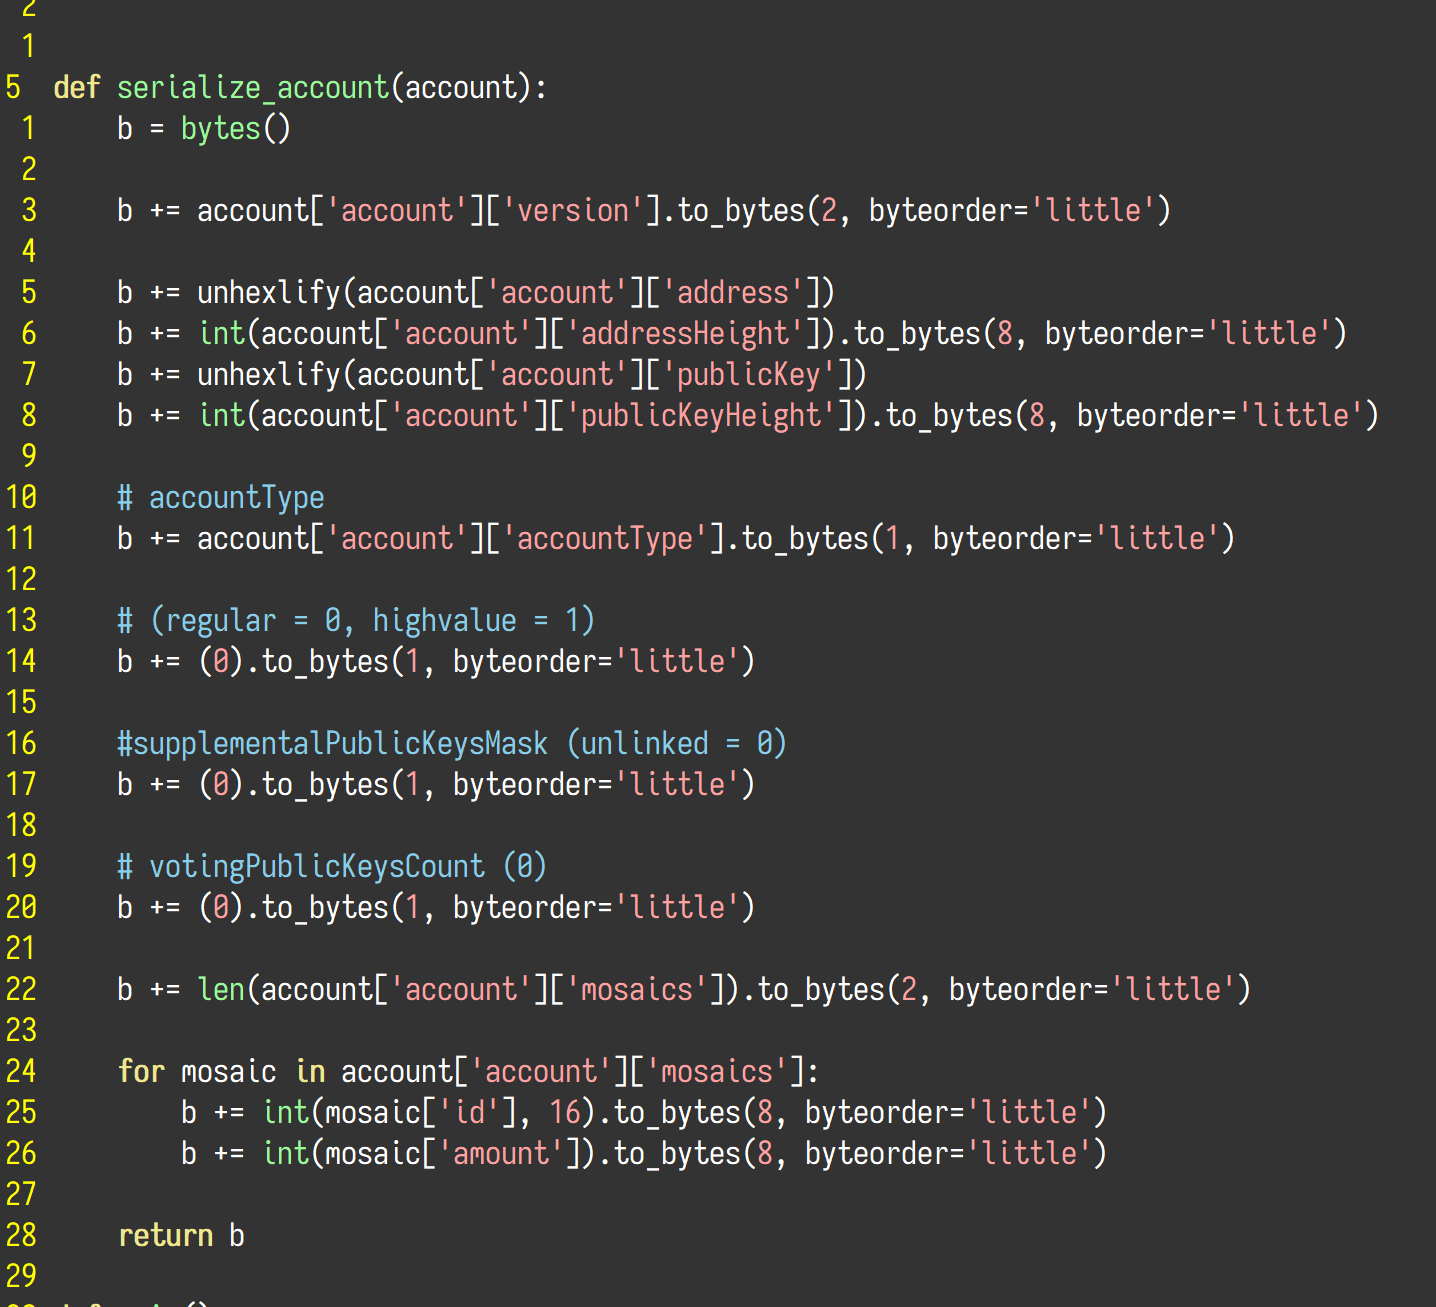 2
1
5 def serialize_account(account):
1     b = bytes()
2
3     b += account['account']['version'].to_bytes(2, byteorder='little')
4
5     b += unhexlify(account['account']['address'])
6     b += int(account['account']['addressHeight']).to_bytes(8, byteorder='little')
7     b += unhexlify(account['account']['publicKey'])
8     b += int(account['account']['publicKeyHeight']).to_bytes(8, byteorder='little')
9
10     # accountType
11     b += account['account']['accountType'].to_bytes(1, byteorder='little')
12
13     # (regular = 0, highvalue = 1)
14     b += (0).to_bytes(1, byteorder='little')
15
16     #supplementalPublicKeysMask (unlinked = 0)
17     b += (0).to_bytes(1, byteorder='little')
18
19     # votingPublicKeysCount (0)
20     b += (0).to_bytes(1, byteorder='little')
21
22     b += len(account['account']['mosaics']).to_bytes(2, byteorder='little')
23
24     for mosaic in account['account']['mosaics']:
25         b += int(mosaic['id'], 16).to_bytes(8, byteorder='little')
26         b += int(mosaic['amount']).to_bytes(8, byteorder='little')
27
28     return b
29